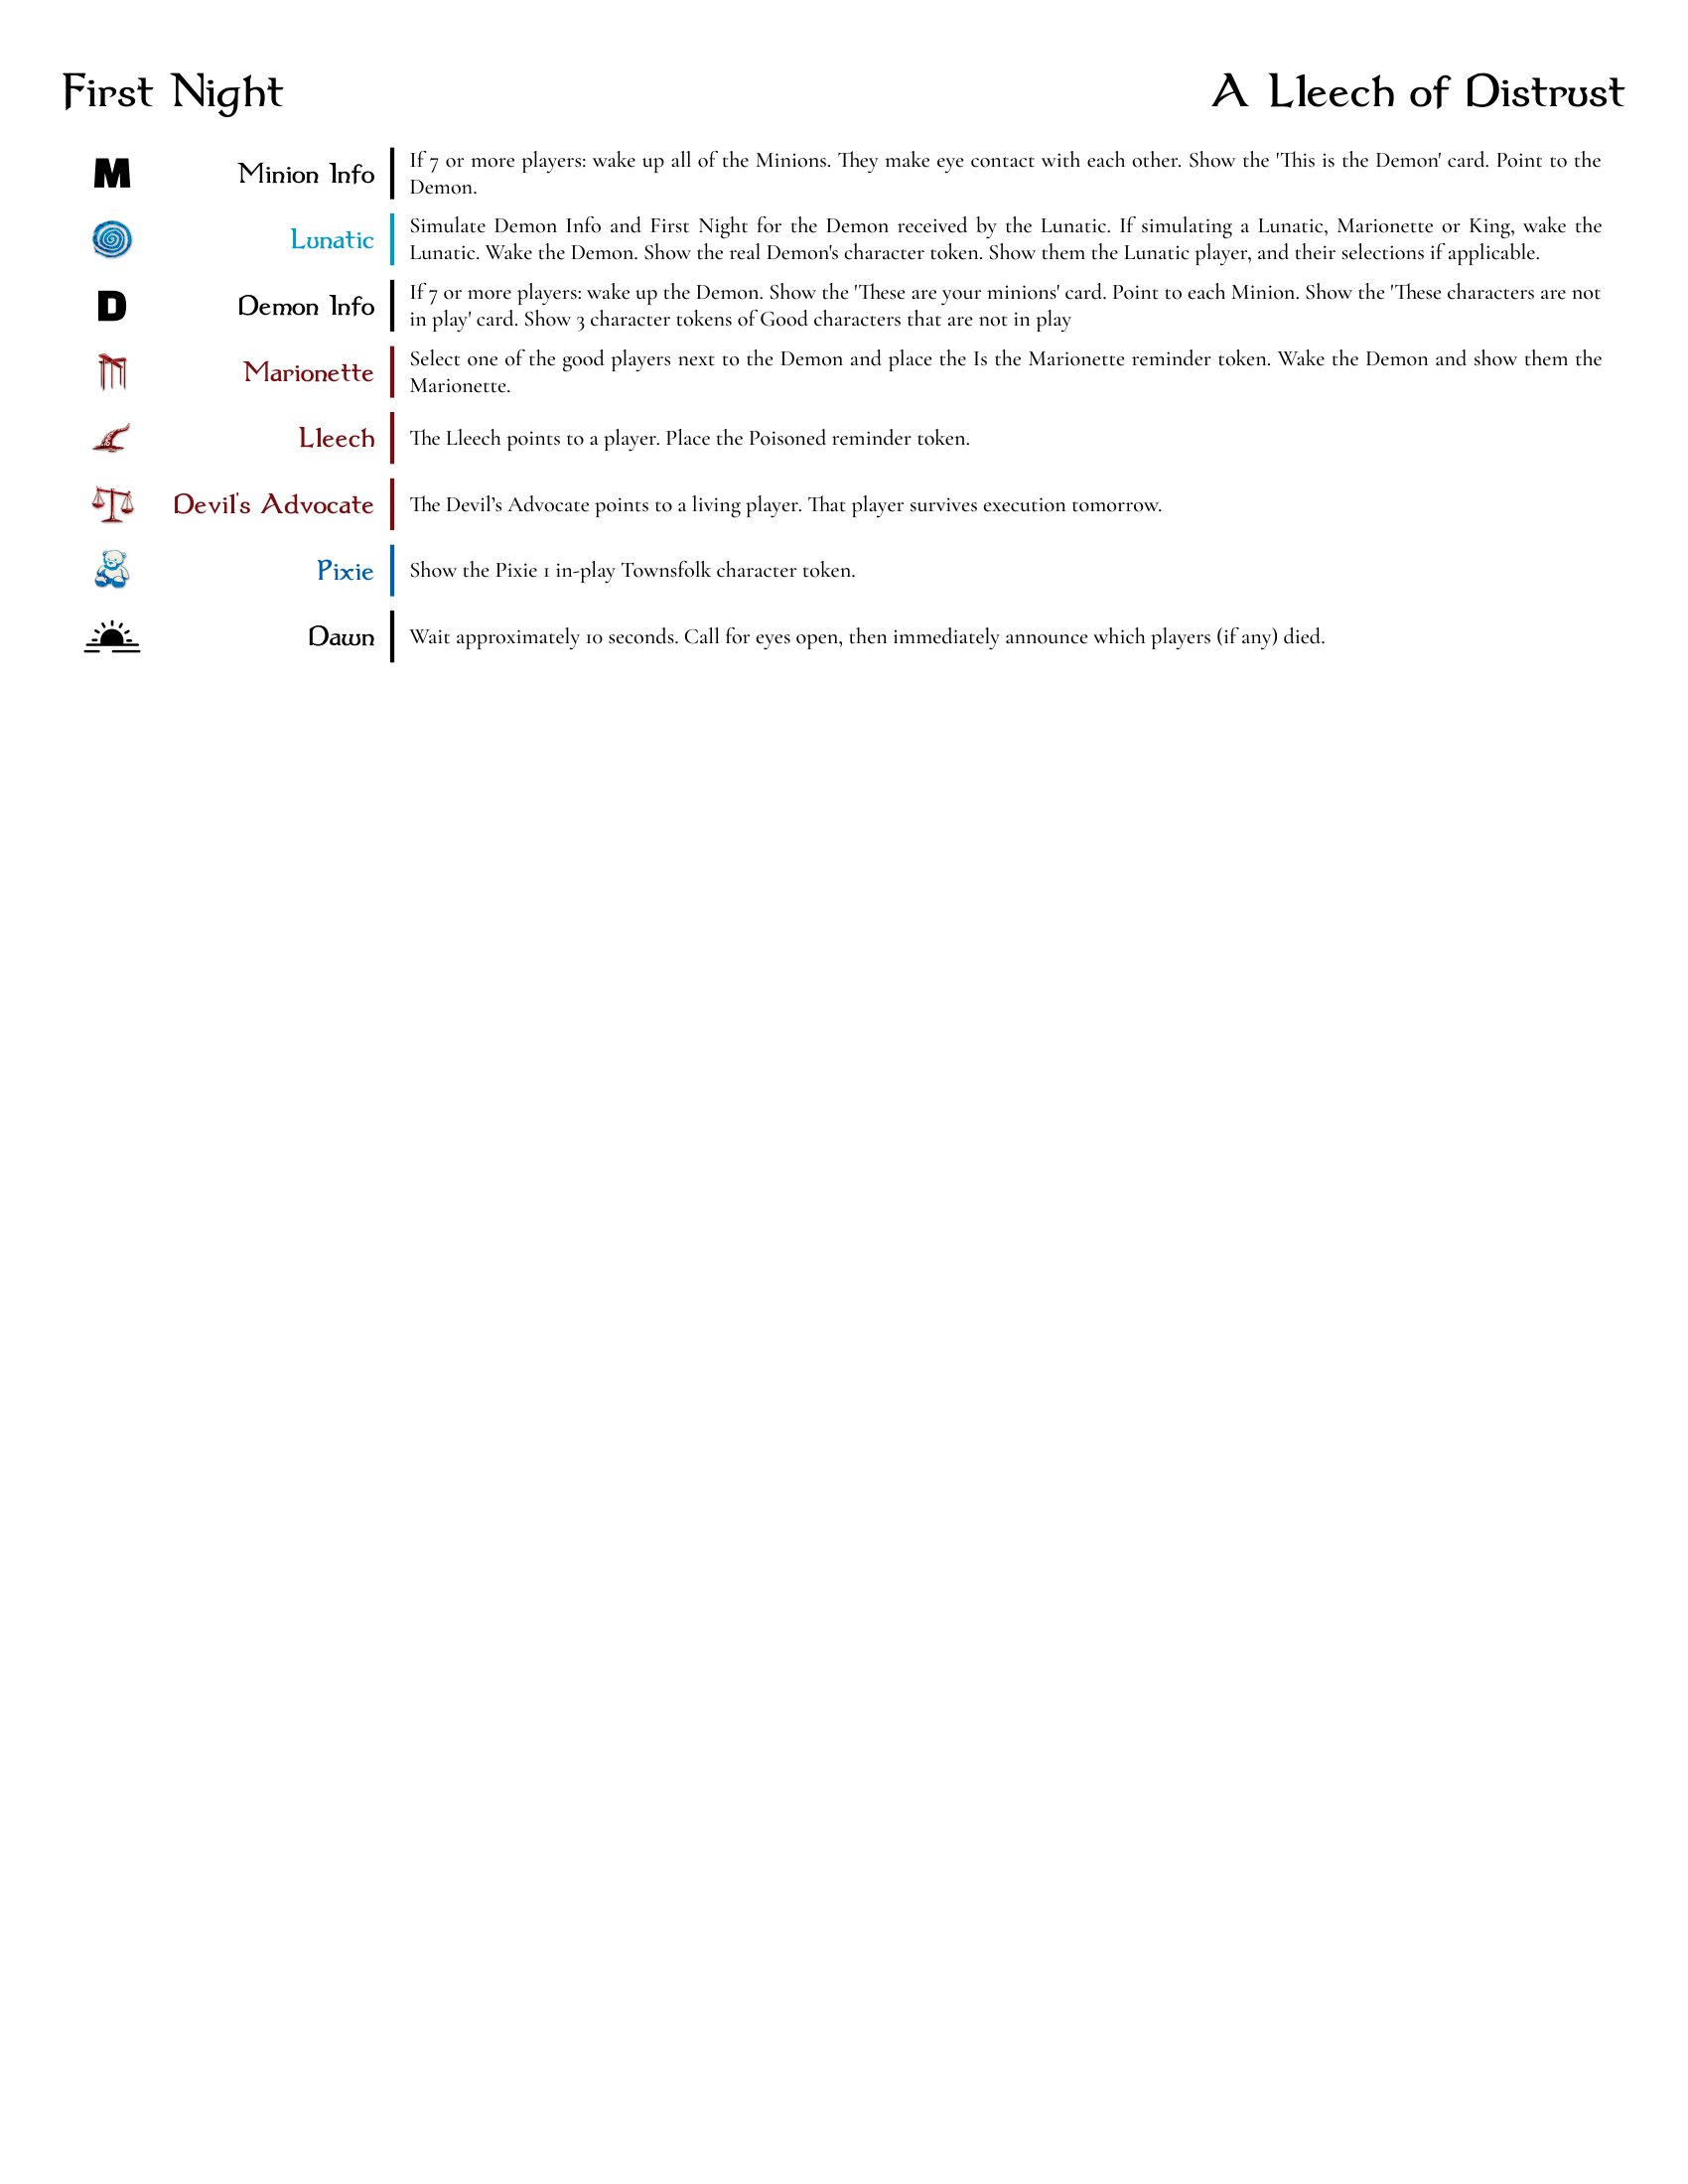 First Night
A Lleech of Distrust
M
Minion Info
If 7 or more players: wake up all of the Minions. They make eye contact with each other. Show the 'This is the Demon' card. Point to the
Demon.
Lunatic
Simulate Demon Info and First Night for the Demon received by the Lunatic. If simulating a Lunatic, Marionette or King, wake the
Lunatic. Wake the Demon. Show the real Demon's character token. Show them the Lunatic player, and their selections if applicable.
D
Demon Info
If 7 or more players: wake up the Demon. Show the 'These are your minions' card. Point to each Minion. Show the 'These characters are not
in play' card. Show 3 character tokens of Good characters that are not in play
Marionette
Select one of the good players next to the Demon and place the Is the Marionette reminder token. Wake the Demon and show them the
Marionette.
Lleech
The Lleech points to a player. Place the Poisoned reminder token.
Devil's Advocate
The Devil’s Advocate points to a living player. That player survives execution tomorrow.
Pixie
Show the Pixie 1 in-play Townsfolk character token.
Dawn
Wait approximately 10 seconds. Call for eyes open, then immediately announce which players (if any) died.